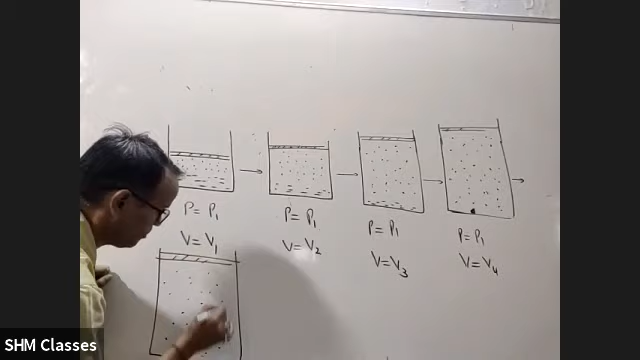 P = P₁
V = V₁
P = P₁
V = V₂
P = P₁
V = V₃
P = P₁
V = V₄
SHM Classes